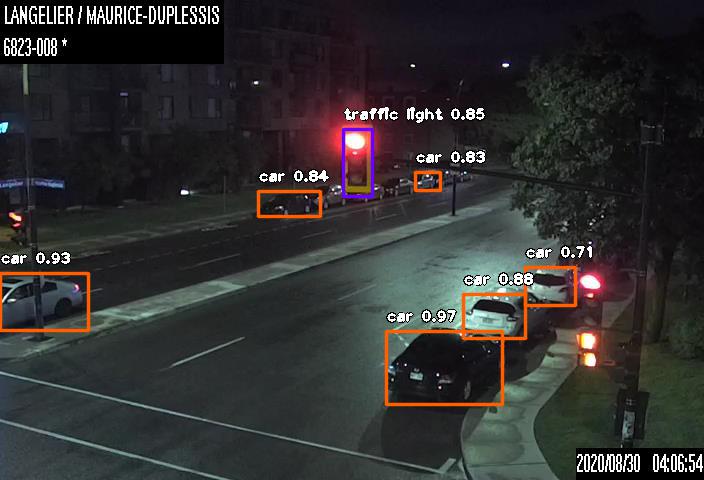 LANGELIER / MAURICE-DUPLESSIS
6823-008 *
traffic light 0.85
car 0.83
car 0.84
car 0.93
car 0.71
car 0.88
car 0.97
Langelier
2020/08/30 04:06:54